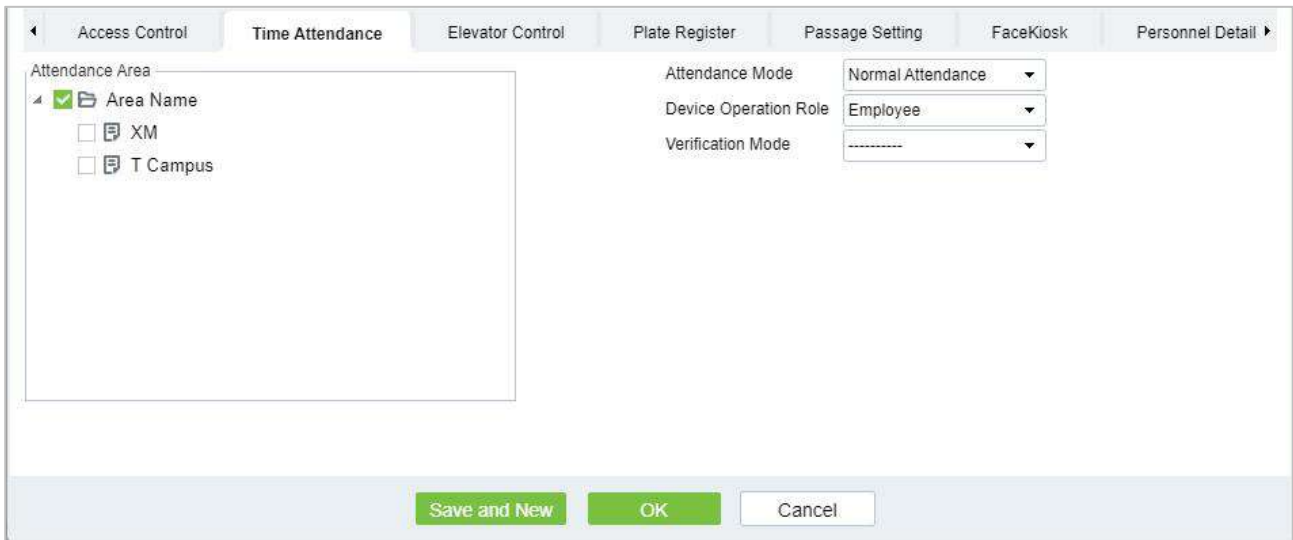 Access Control Time Attendance Elevator Control Plate Register Passage Setting FaceKiosk Personnel Detail
Attendance Area
Area Name
XM
T Campus
Attendance Mode Normal Attendance
Device Operation Role Employee
Verification Mode ----------
Save and New OK Cancel